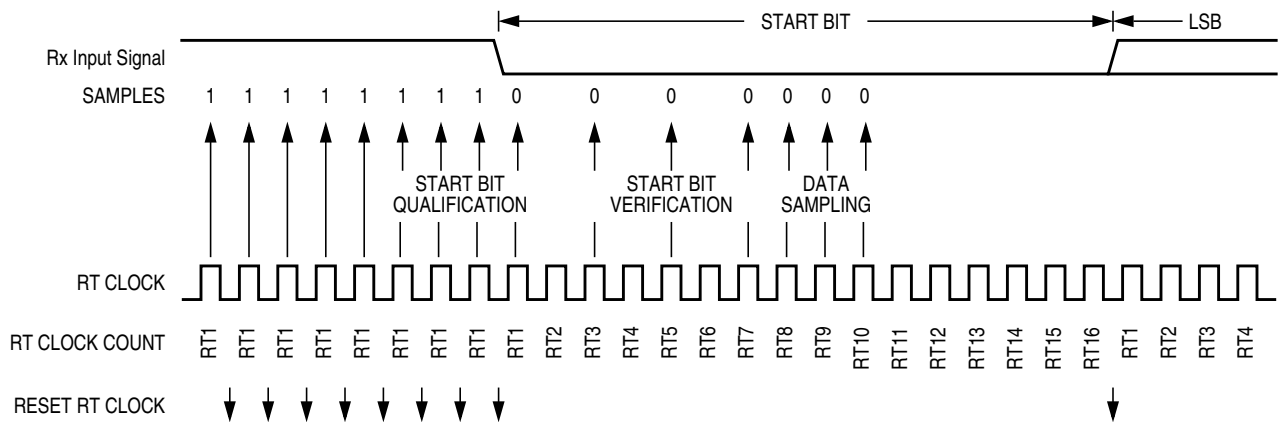 START BIT LSB
Rx Input Signal
SAMPLES 1 1 1 1 1 1 1 1 0 0 0 0 0 0 0
START BIT QUALIFICATION
START BIT VERIFICATION
DATA SAMPLING
RT CLOCK
RT CLOCK COUNT RT1 RT1 RT1 RT1 RT1 RT1 RT1 RT1 RT1 RT2 RT3 RT4 RT5 RT6 RT7 RT8 RT9 RT10 RT11 RT12 RT13 RT14 RT15 RT16 RT1 RT2 RT3 RT4
RESET RT CLOCK